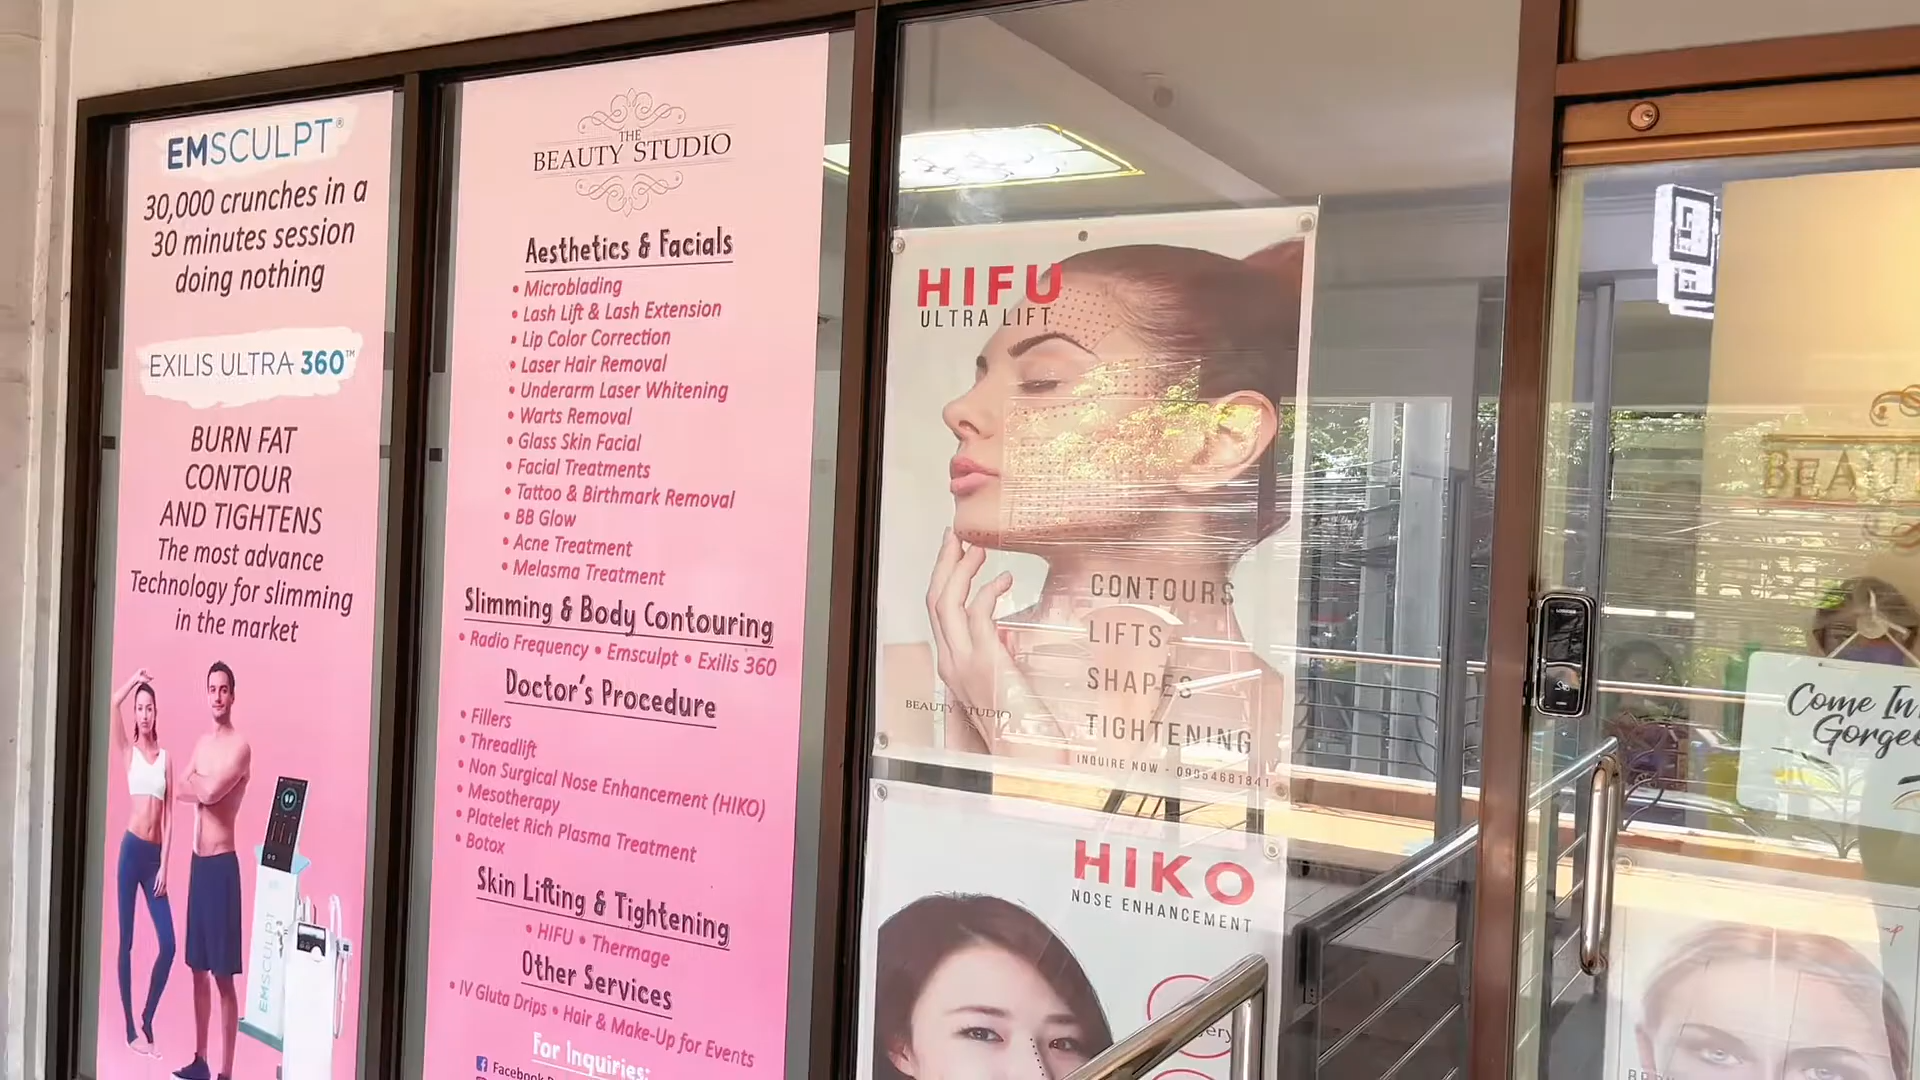 EMSCULPT®
30,000 crunches in a
30 minutes session
doing nothing
EXILIS ULTRA 360™
BURN FAT
CONTOUR
AND TIGHTENS
The most advance
Technology for slimming
in the market
EMSCULPT
THE
BEAUTY STUDIO
Aesthetics & Facials
• Microblading
• Lash Lift & Lash Extension
• Lip Color Correction
• Laser Hair Removal
• Underarm Laser Whitening
• Warts Removal
• Glass Skin Facial
• Facial Treatments
• Tattoo & Birthmark Removal
• BB Glow
• Acne Treatment
• Melasma Treatment
Slimming & Body Contouring
• Radio Frequency • Emsculpt • Exilis 360
Doctor's Procedure
• Fillers
• Threadlift
• Non Surgical Nose Enhancement (HIKO)
• Mesotherapy
• Platelet Rich Plasma Treatment
• Botox
Skin Lifting & Tightening
• HIFU • Thermage
Other Services
• IV Gluta Drips • Hair & Make-Up for Events
For Inquiries:
Facebook
HIFU
ULTRA LIFT
CONTOURS
LIFTS
SHAPES
TIGHTENING
BEAUTY STUDIO
INQUIRE NOW - 09954681841
HIKO
NOSE ENHANCEMENT
Come In